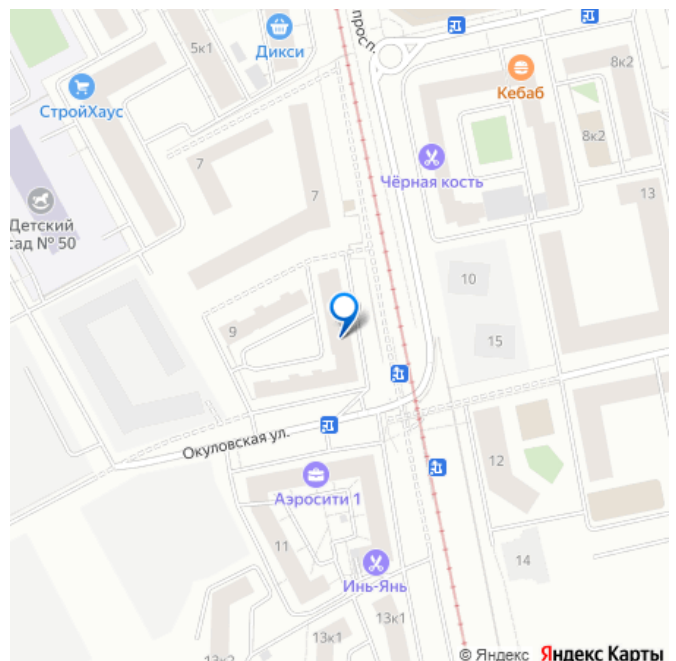 просп.
5к1
Дикси
8к2
Кебаб
СтройХаус
8к2
7
Чёрная кость
7
13
Детский
сад № 50
10
9
15
Окуловская ул.
12
Аэросити 1
11
14
Инь-Янь
13к1
13к1
13к2
© Яндекс Яндекс Карты